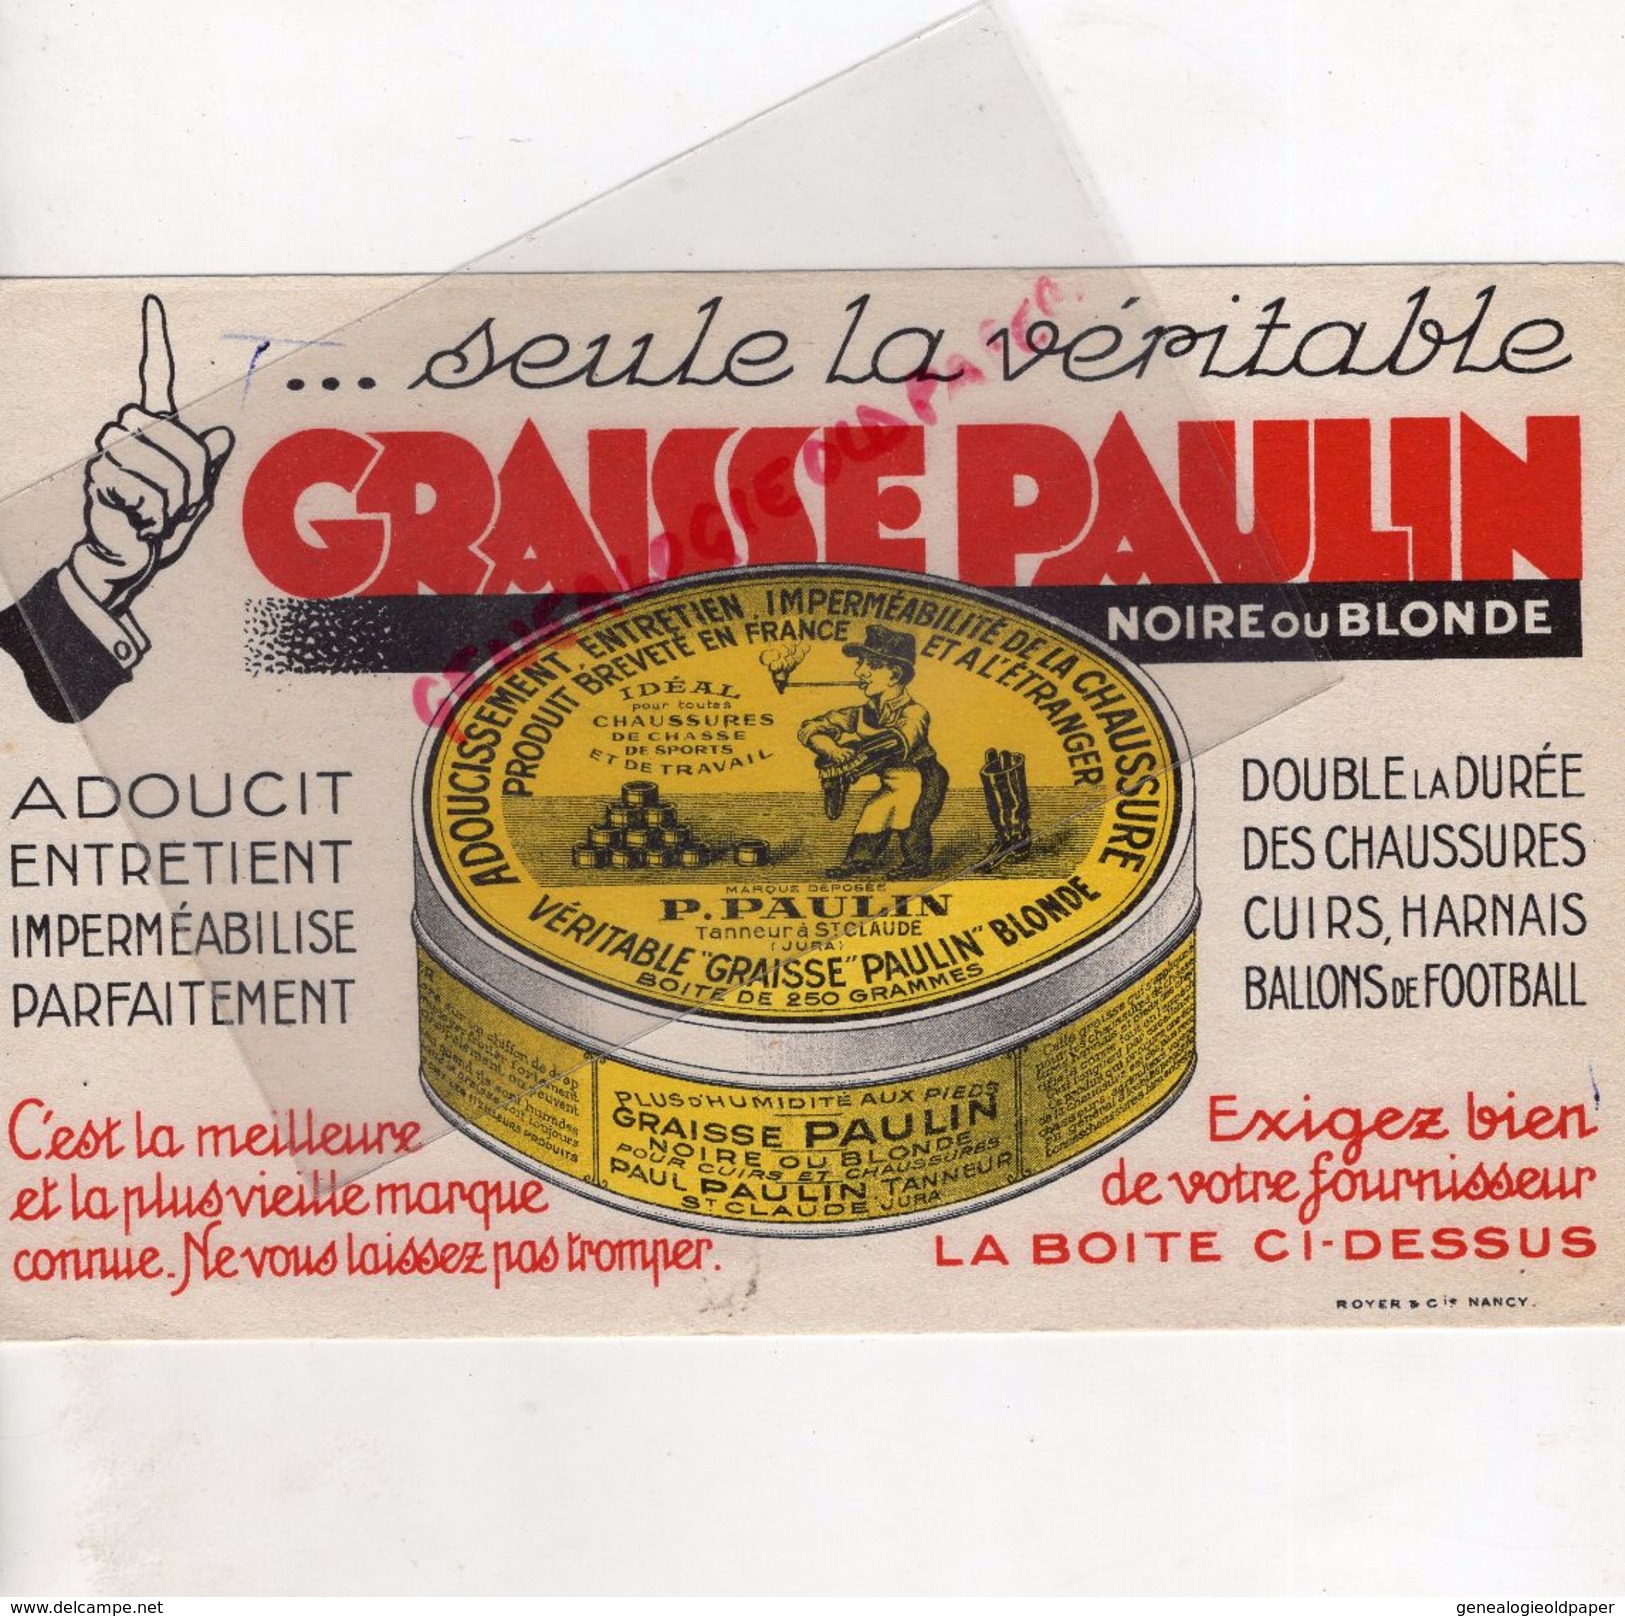 ... seule la véritable
GRAISSE PAULIN
NOIRE OU BLONDE
GENEALOGIEOLDPAPER.
ADOUCISSEMENT, ENTRETIEN, IMPERMÉABILITÉ DE LA CHAUSSURE
PRODUIT BREVETÉ EN FRANCE ET A L'ÉTRANGER
IDÉAL
pour toutes
CHAUSSURES
DE CHASSE
DE SPORTS
ET DE TRAVAIL
MARQUE DÉPOSÉE
P. PAULIN
Tanneur à St CLAUDE
(JURA)
VÉRITABLE "GRAISSE" PAULIN" BLONDE
BOITE DE 250 GRAMMES
ADOUCIT
ENTRETIENT
IMPERMÉABILISE
PARFAITEMENT
DOUBLE LA DURÉE
DES CHAUSSURES
CUIRS, HARNAIS
BALLONS DE FOOTBALL
PLUS D'HUMIDITÉ AUX PIEDS
GRAISSE PAULIN
NOIRE OU BLONDE
POUR CUIRS ET CHAUSSURES
PAUL PAULIN TANNEUR
ST CLAUDE JURA
C'est la meilleure
et la plus vieille marque
connue. Ne vous laissez pas tromper.
Exigez bien
de votre fournisseur
LA BOITE CI-DESSUS
ROYER & Cie NANCY.
www.delcampe.net
genealogieoldpaper